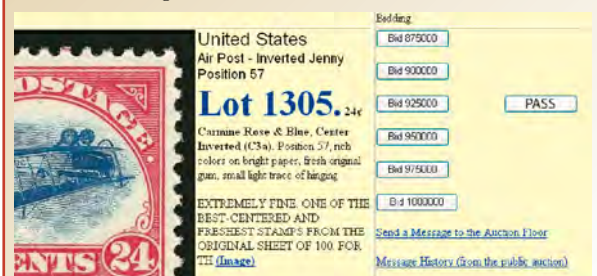 Bidding
United States
Air Post - Inverted Jenny
Position 57
Lot 1305. 24¢
Carmine Rose & Blue, Center
Inverted (C3a). Position 57, rich
colors on bright paper, fresh original
gum, small light trace of hinging
EXTREMELY FINE. ONE OF THE
BEST-CENTERED AND
FRESHEST STAMPS FROM THE
ORIGINAL SHEET OF 100. FOR
TH (Image)
Bid 875000
Bid 900000
Bid 925000
PASS
Bid 950000
Bid 975000
Bid 1000000
Send a Message to the Auction Floor
Message History (from the public auction)
POSTAGE
CENTS 24